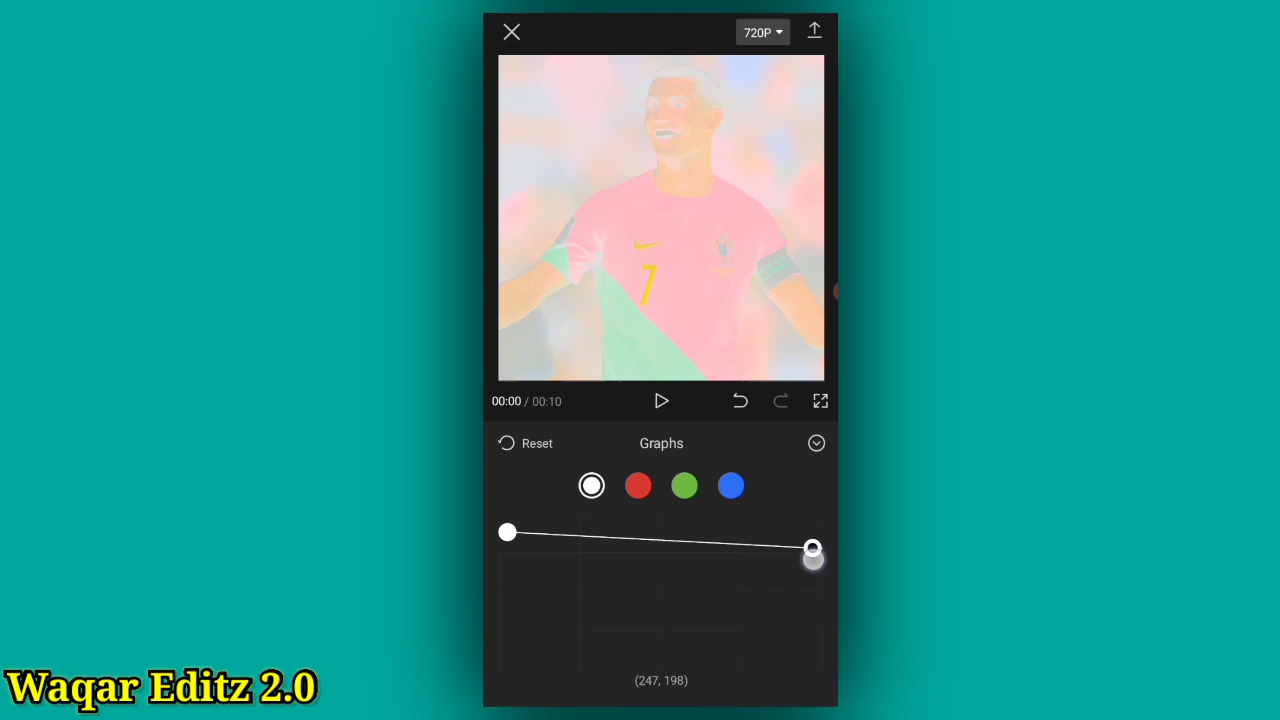 720P
7
00:00 / 00:10
Reset
Graphs
(247, 198)
Waqar Editz 2.0